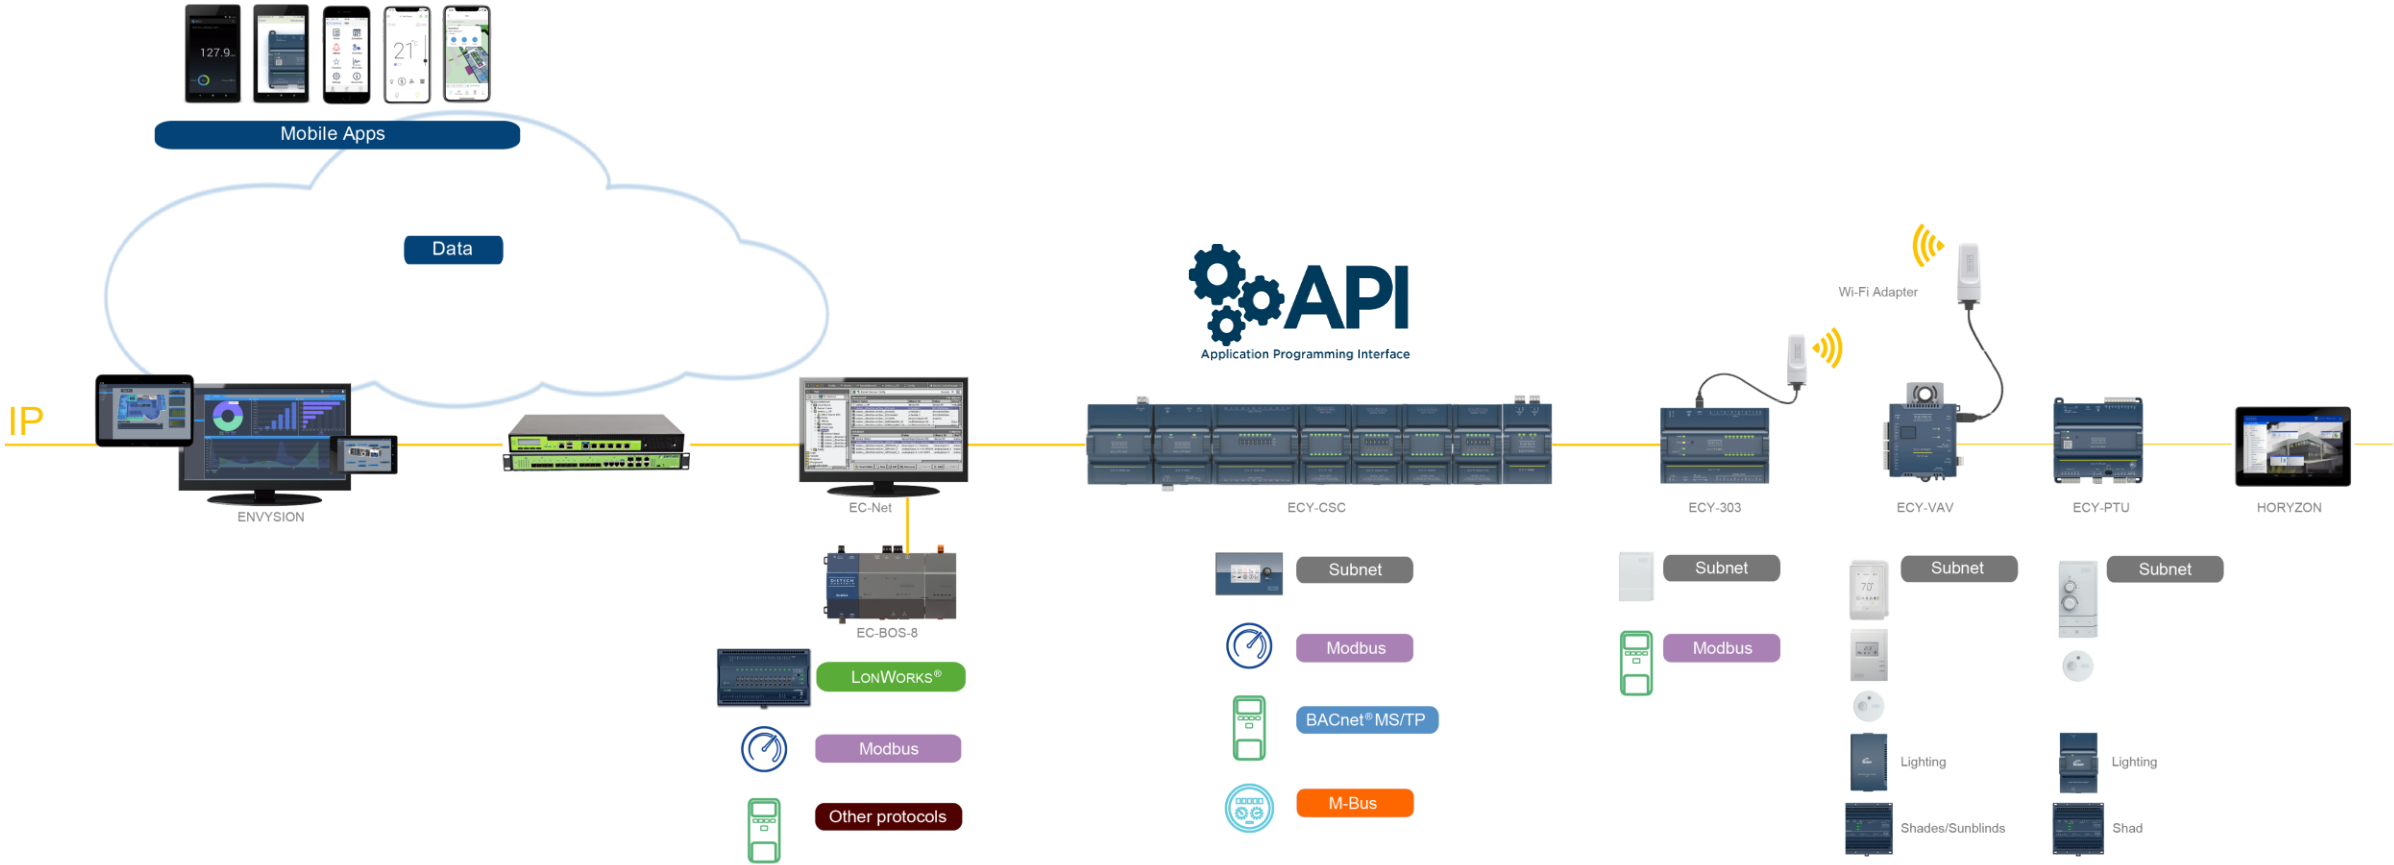 127.9
21
Mobile Apps
Data
API
Application Programming Interface
Wi-Fi Adapter
IP
ENVYSION
EC-Net
ECY-CSC
ECY-303
ECY-VAV
ECY-PTU
HORYZON
DISTECH
EC-BOS-8
LONWORKS®
Modbus
Other protocols
Subnet
Modbus
BACnet® MS/TP
M-Bus
Subnet
Modbus
70°
Subnet
Lighting
Shades/Sunblinds
Subnet
Lighting
Shad